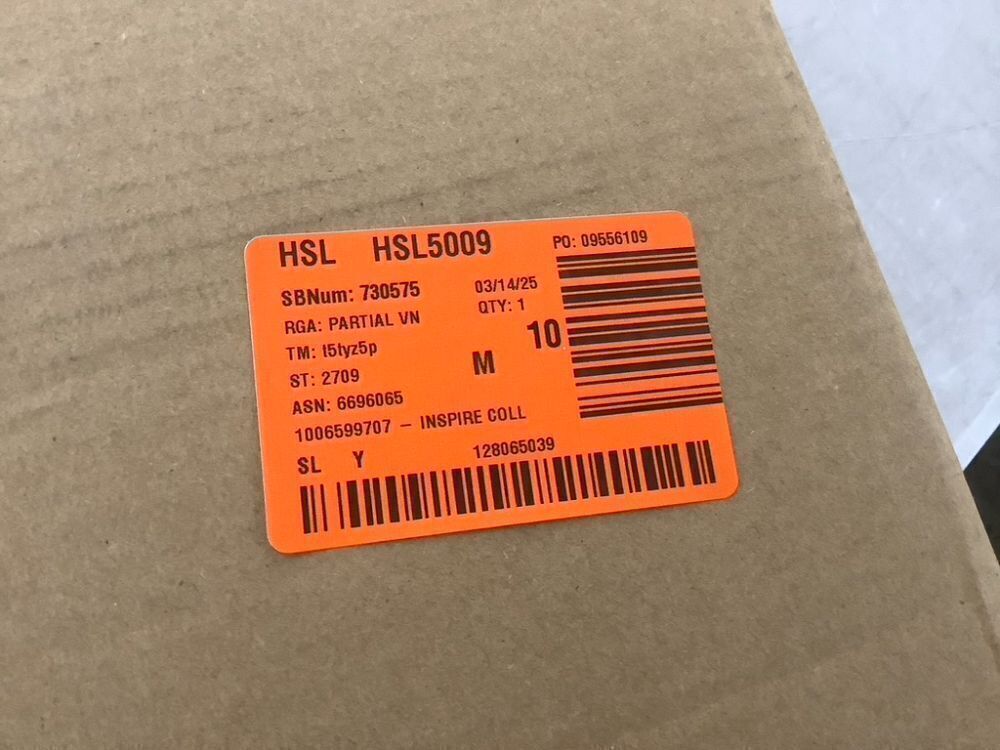 HSL HSL5009 PO: 09556109
SBNum: 730575 03/14/25
RGA: PARTIAL VN QTY: 1
TM: t5tyz5p M 10
ST: 2709
ASN: 6696065
1006599707 – INSPIRE COLL
SL Y 128065039